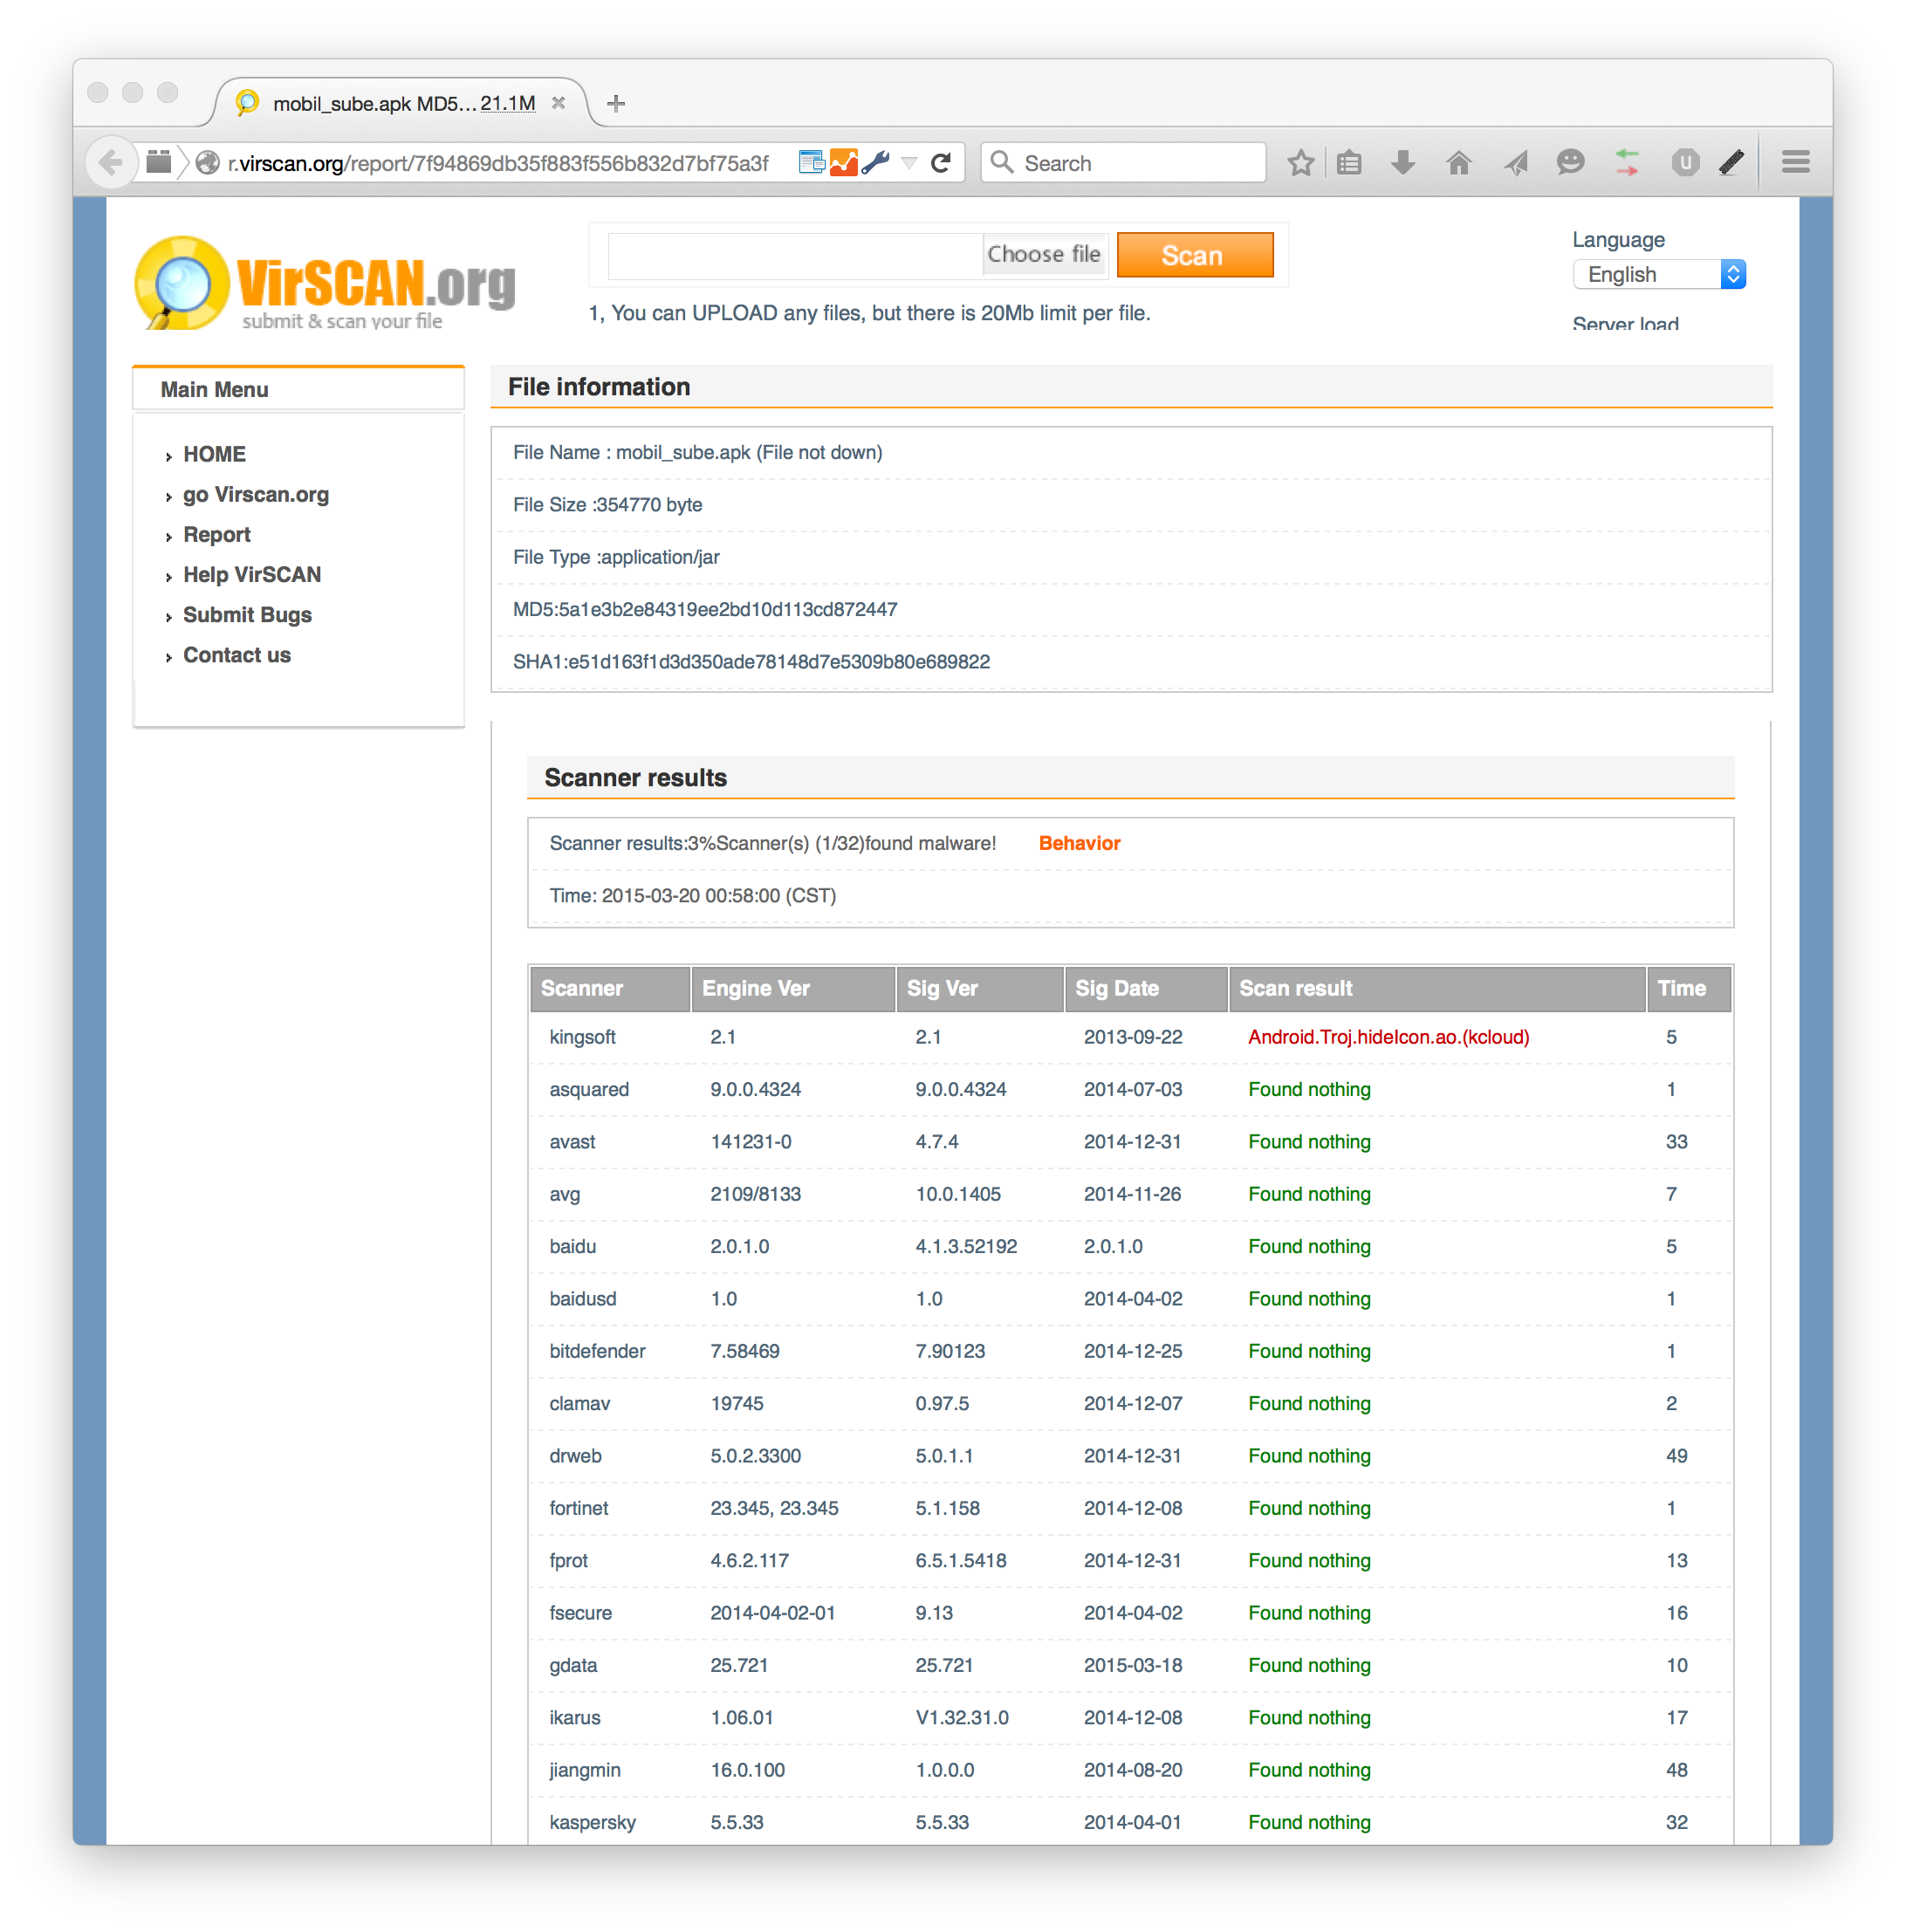 mobil_sube.apk MD5... 21.1M
r.virscan.org/report/7f94869db35f883f556b832d7bf75a3f
Search
VirSCAN.org
submit & scan your file
Choose file
Scan
1, You can UPLOAD any files, but there is 20Mb limit per file.
Language
English
Server load
Main Menu
HOME
go Virscan.org
Report
Help VirSCAN
Submit Bugs
Contact us
File information
File Name : mobil_sube.apk (File not down)
File Size :354770 byte
File Type :application/jar
MD5:5a1e3b2e84319ee2bd10d113cd872447
SHA1:e51d163f1d3d350ade78148d7e5309b80e689822
Scanner results
Scanner results:3%Scanner(s) (1/32)found malware! Behavior
Time: 2015-03-20 00:58:00 (CST)
Scanner Engine Ver Sig Ver Sig Date Scan result Time
kingsoft 2.1 2.1 2013-09-22 Android.Troj.hideIcon.ao.(kcloud) 5
asquared 9.0.0.4324 9.0.0.4324 2014-07-03 Found nothing 1
avast 141231-0 4.7.4 2014-12-31 Found nothing 33
avg 2109/8133 10.0.1405 2014-11-26 Found nothing 7
baidu 2.0.1.0 4.1.3.52192 2.0.1.0 Found nothing 5
baidusd 1.0 1.0 2014-04-02 Found nothing 1
bitdefender 7.58469 7.90123 2014-12-25 Found nothing 1
clamav 19745 0.97.5 2014-12-07 Found nothing 2
drweb 5.0.2.3300 5.0.1.1 2014-12-31 Found nothing 49
fortinet 23.345, 23.345 5.1.158 2014-12-08 Found nothing 1
fprot 4.6.2.117 6.5.1.5418 2014-12-31 Found nothing 13
fsecure 2014-04-02-01 9.13 2014-04-02 Found nothing 16
gdata 25.721 25.721 2015-03-18 Found nothing 10
ikarus 1.06.01 V1.32.31.0 2014-12-08 Found nothing 17
jiangmin 16.0.100 1.0.0.0 2014-08-20 Found nothing 48
kaspersky 5.5.33 5.5.33 2014-04-01 Found nothing 32